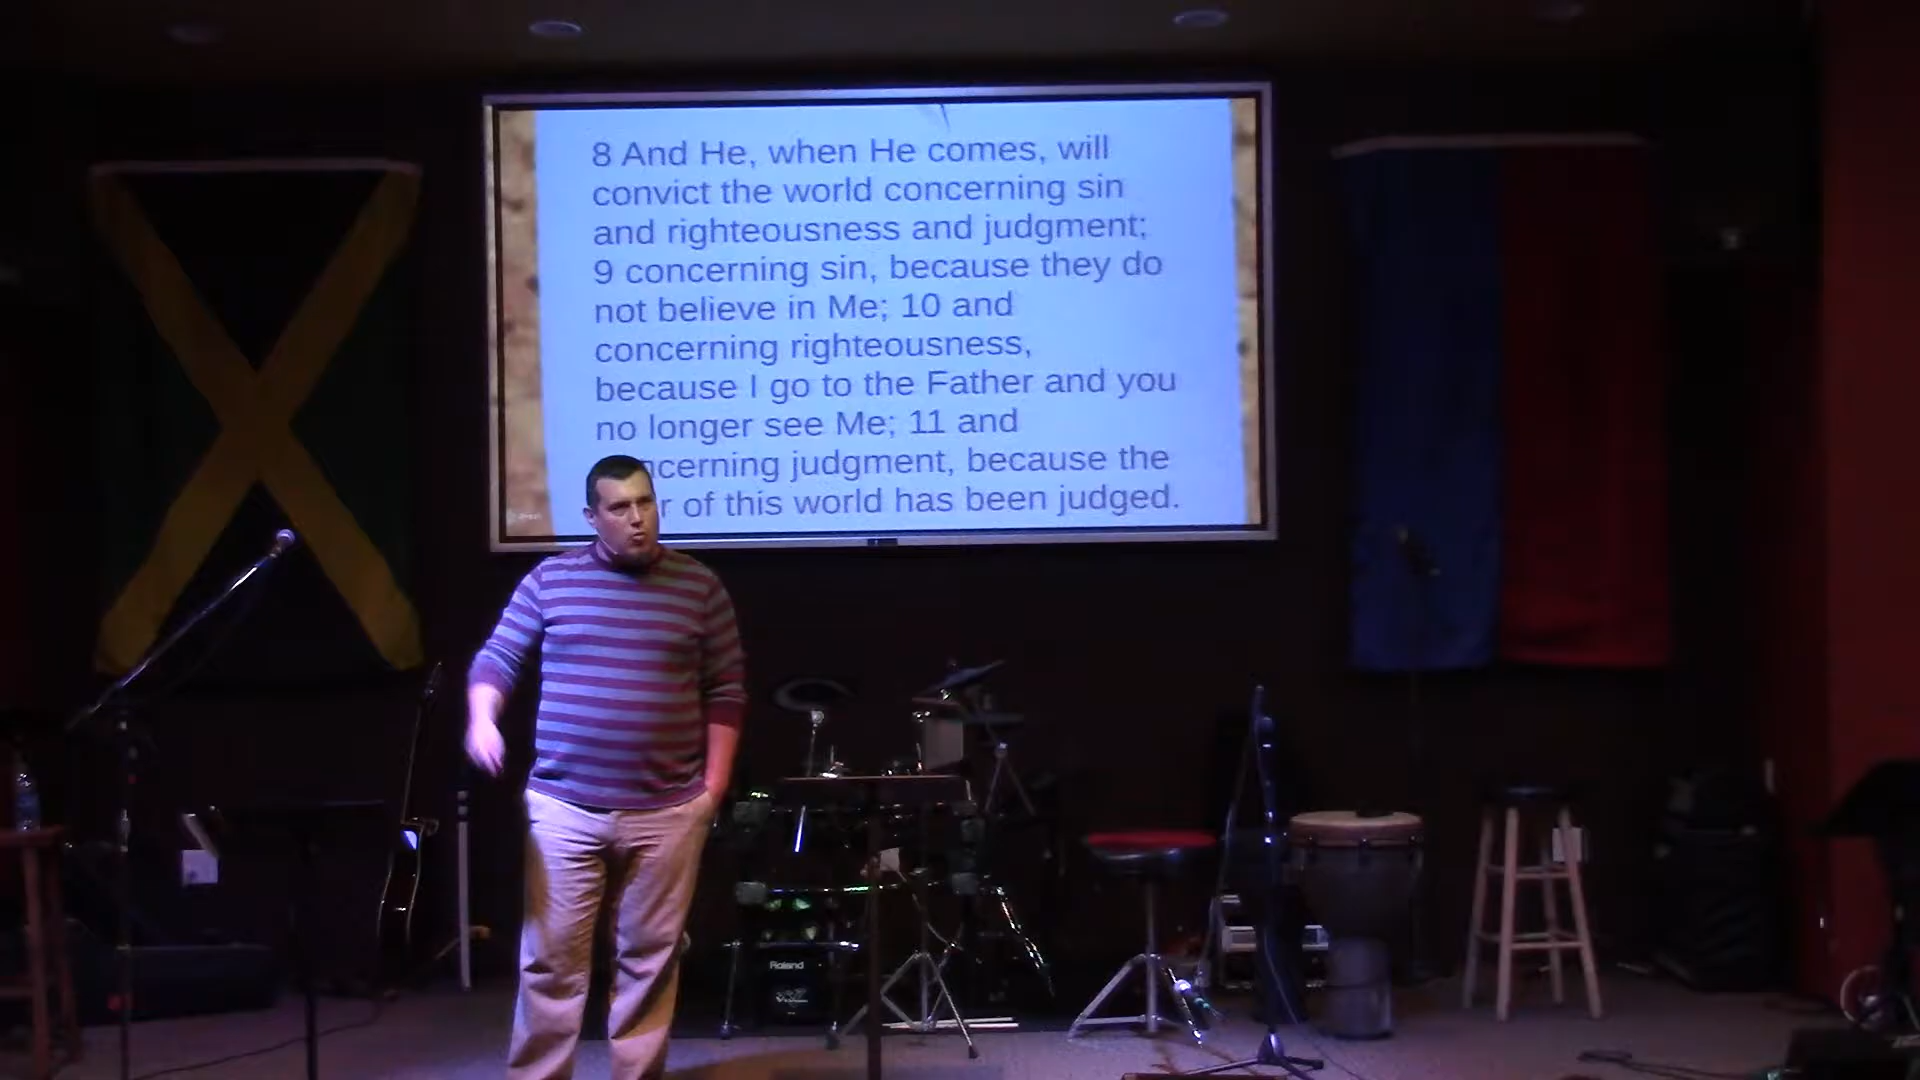 8 And He, when He comes, will
convict the world concerning sin
and righteousness and judgment;
9 concerning sin, because they do
not believe in Me; 10 and
concerning righteousness,
because I go to the Father and you
no longer see Me; 11 and
ncerning judgment, because the
r of this world has been judged.
Roland